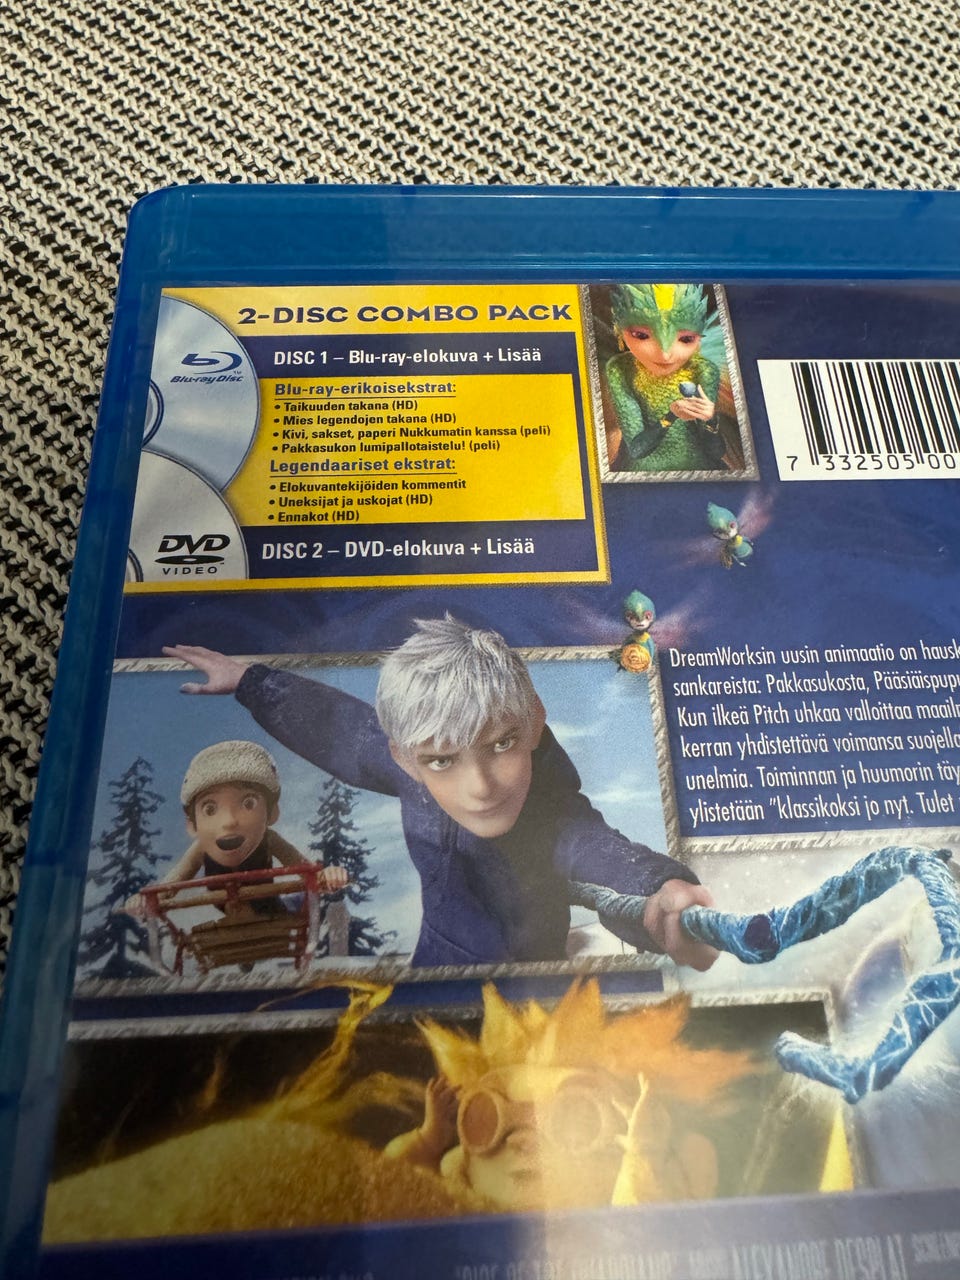 2-DISC COMBO PACK
DISC 1 – Blu-ray-elokuva + Lisää
Blu-ray Disc™
Blu-ray-erikoisekstrat:
• Taikuuden takana (HD)
• Mies legendojen takana (HD)
• Kivi, sakset, paperi Nukkumatin kanssa (peli)
• Pakkasukon lumipallotaistelu! (peli)
Legendaariset ekstrat:
• Elokuvantekijöiden kommentit
• Uneksijat ja uskojat (HD)
• Ennakot (HD)
DVD
VIDEO
DISC 2 – DVD-elokuva + Lisää
7 332505 00
DreamWorksin uusin animaatio on hausk
sankareista: Pakkasukosta, Pääsiäispupu
Kun ilkeä Pitch uhkaa valloittaa maailm
kerran yhdistettävä voimansa suojella
unelmia. Toiminnan ja huumorin täy
ylistetään "klassikoksi jo nyt. Tulet
ALEXANDRE DESPLAT